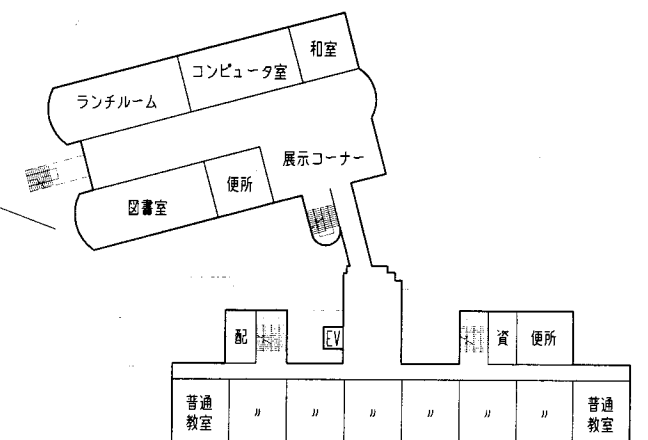 和室
コンピュータ室
ランチルーム
展示コーナー
便所
図書室
配
EV
資
便所
普通
教室
〃
〃
〃
〃
〃
〃
普通
教室